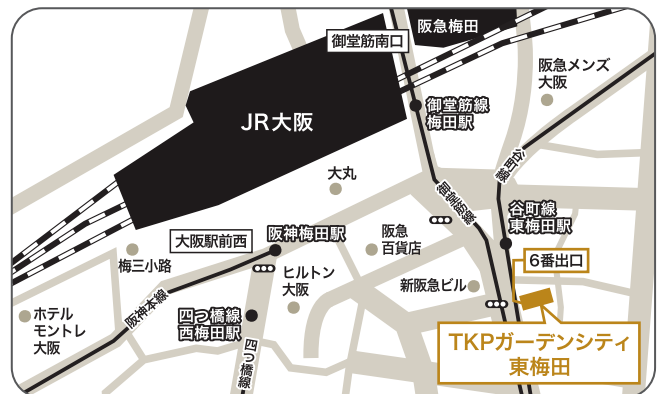 阪急梅田
御堂筋南口
阪急メンズ
大阪
御堂筋線
梅田駅
JR大阪
谷町線
大丸
御堂筋線
谷町線
東梅田駅
阪神梅田駅
大阪駅前西
阪急
百貨店
6番出口
梅三小路
ヒルトン
大阪
新阪急ビル
阪神本線
ホテル
モントレ
大阪
四つ橋線
西梅田駅
四つ橋線
TKPガーデンシティ
東梅田